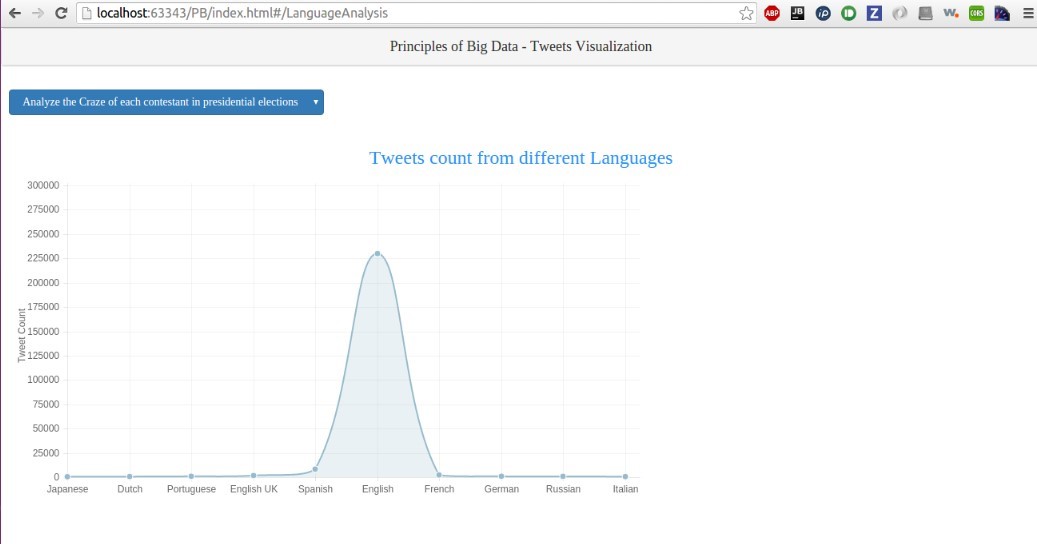 localhost:63343/PB/index.html#/LanguageAnalysis
ABP
JB
ip
Z
w.
CORS
Principles of Big Data - Tweets Visualization
Analyze the Craze of each contestant in presidential elections
Tweets count from different Languages
Tweet Count
300000
275000
250000
225000
200000
175000
150000
125000
100000
75000
50000
25000
0
Japanese Dutch Portuguese English UK Spanish English French German Russian Italian